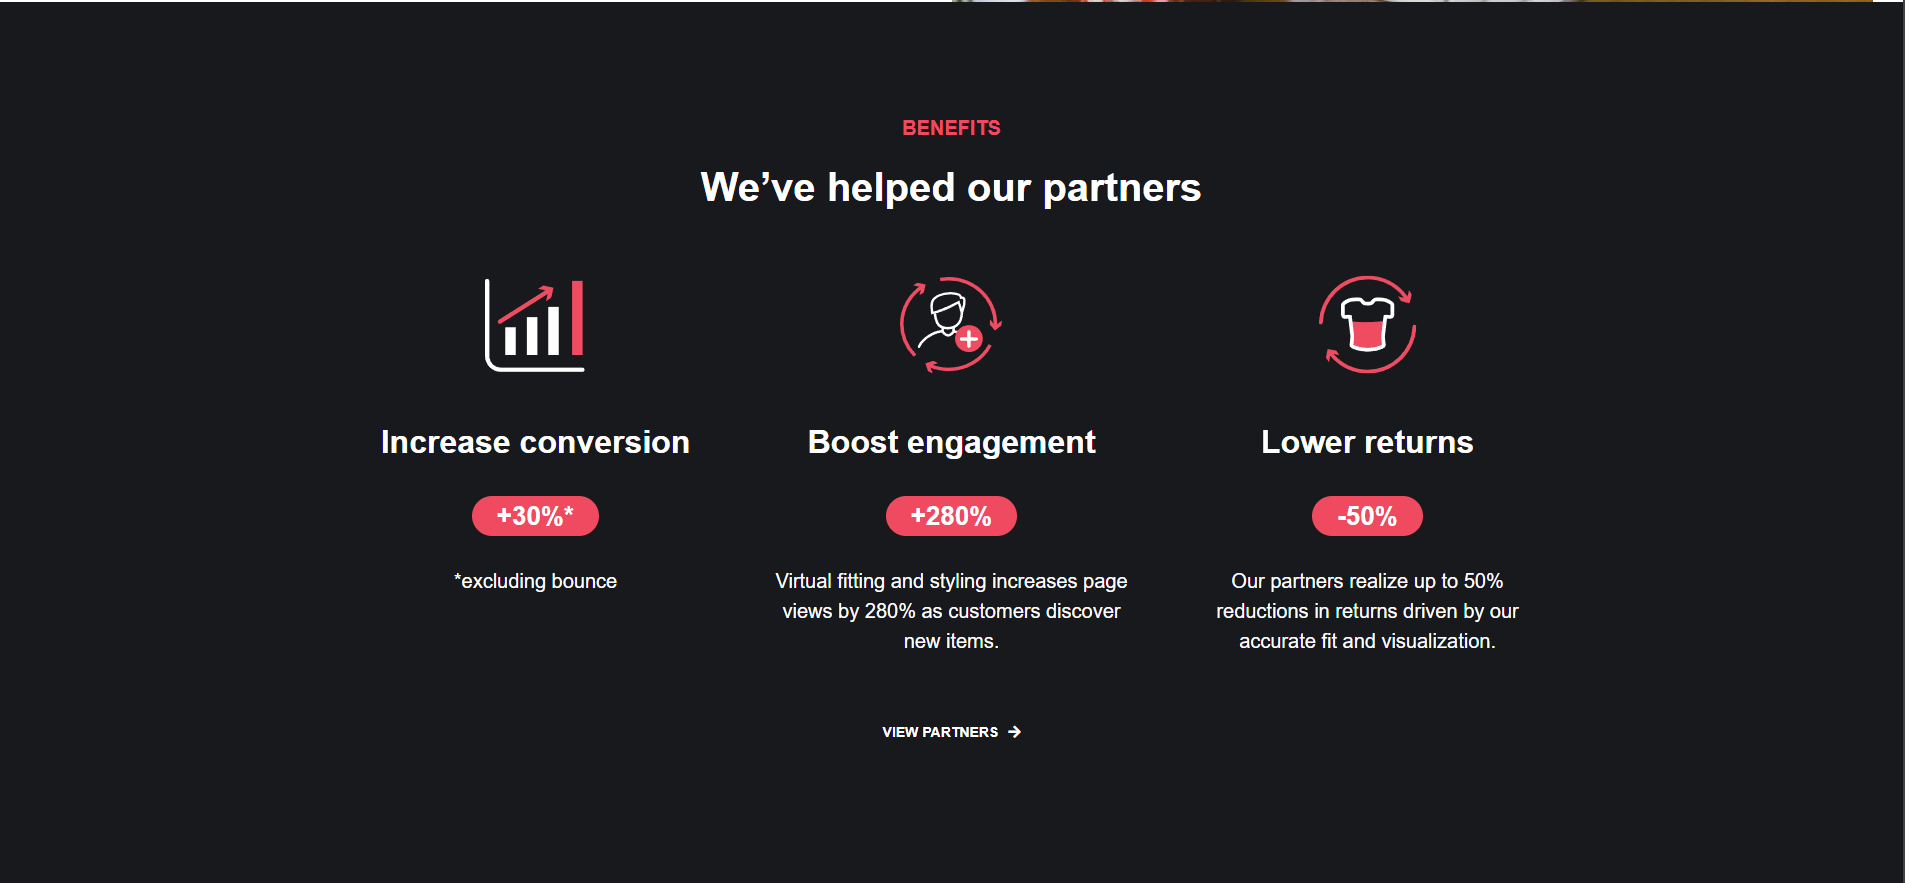 BENEFITS
We’ve helped our partners
Increase conversion
+30%*
*excluding bounce
Boost engagement
+280%
Virtual fitting and styling increases page
views by 280% as customers discover
new items.
Lower returns
-50%
Our partners realize up to 50%
reductions in returns driven by our
accurate fit and visualization.
VIEW PARTNERS →